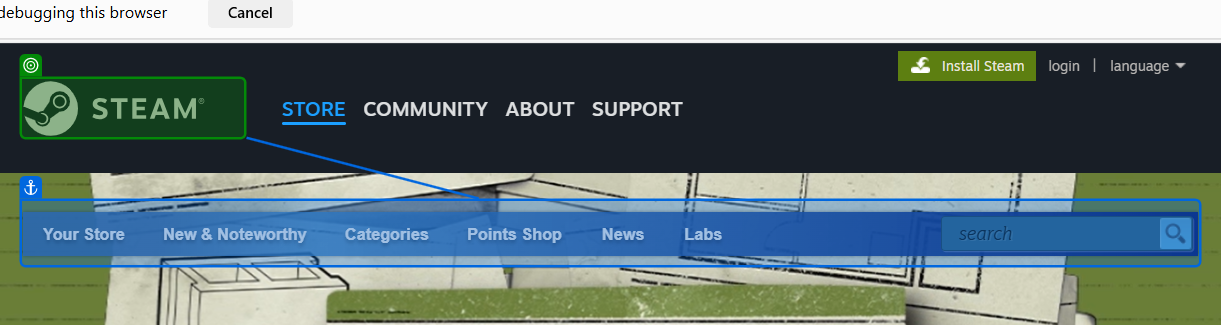 debugging this browser Cancel
Install Steam login | language
STEAM®
STORE COMMUNITY ABOUT SUPPORT
Your Store New & Noteworthy Categories Points Shop News Labs search